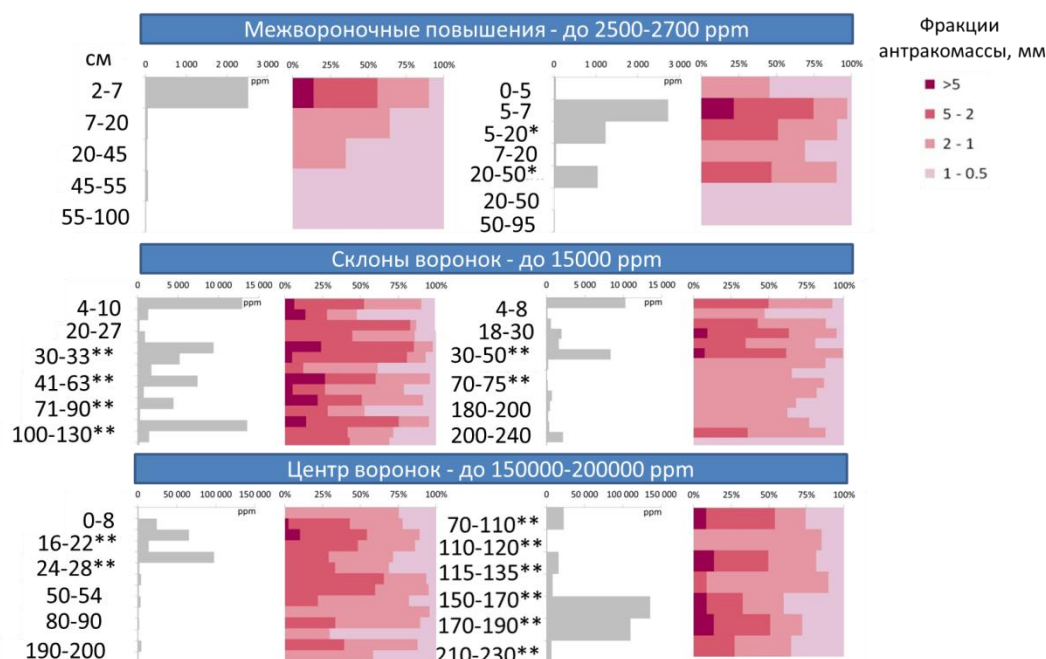 Межвороночные повышения - до 2500-2700 ppm
Фракции
антракомассы, мм
>5
5 - 2
2 - 1
1 - 0.5
см
0 1 000 2 000 3 000
ppm
0% 25% 50% 75% 100%
2-7
7-20
20-45
45-55
55-100
0 1 000 2 000 3 000
ppm
0% 25% 50% 75% 100%
0-5
5-7
5-20*
7-20
20-50*
20-50
50-95
Склоны воронок - до 15000 ppm
0 5 000 10 000 15 000
ppm
0% 25% 50% 75% 100%
4-10
20-27
30-33**
41-63**
71-90**
100-130**
0 5 000 10 000 15 000
ppm
0% 25% 50% 75% 100%
4-8
18-30
30-50**
70-75**
180-200
200-240
Центр воронок - до 150000-200000 ppm
0 50 000 100 000 150 000
ppm
0% 25% 50% 75% 100%
0-8
16-22**
24-28**
50-54
80-90
190-200
0 50 000 100 000 150 000
ppm
0% 25% 50% 75% 100%
70-110**
110-120**
115-135**
150-170**
170-190**
210-230**